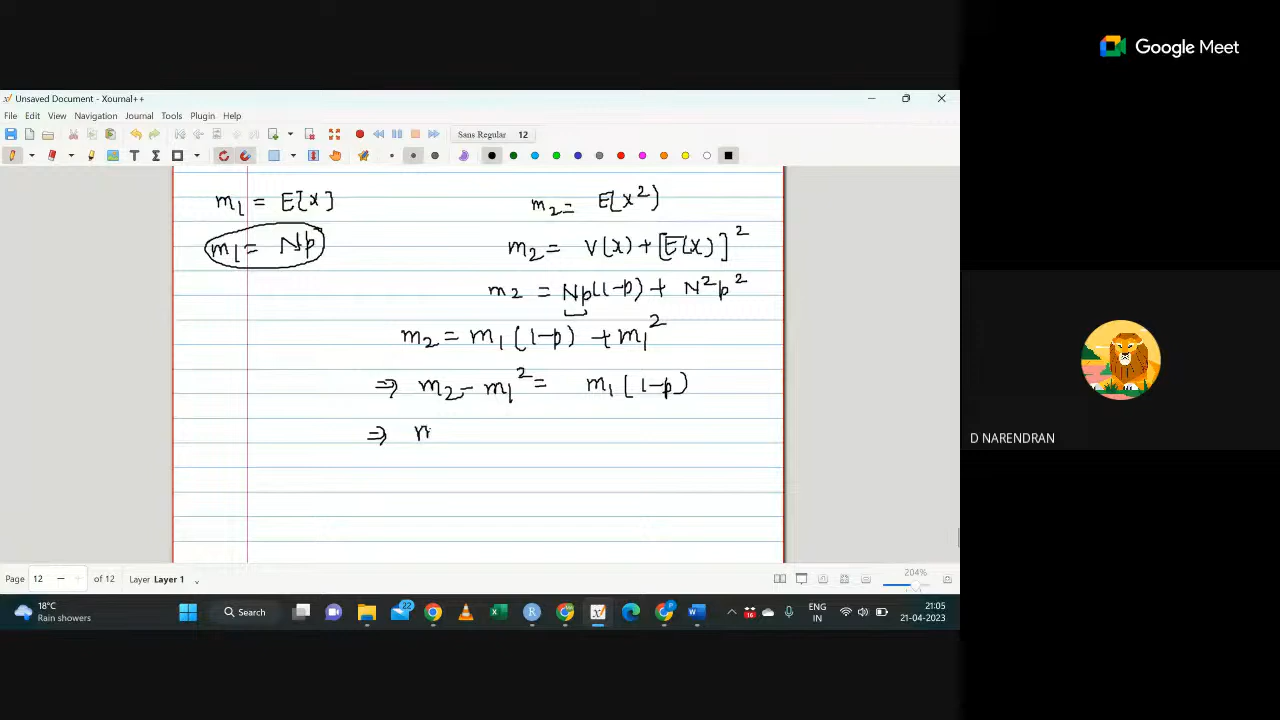 Google Meet
Unsaved Document - Xournal++
File Edit View Navigation Journal Tools Plugin Help
Sans Regular 12
m₁ = E[x]
m₂ = E[x²)
m₁ = Np
m₂ = V(x) + [E(x)]²
m₂ = Np(1-p) + N²p²
m₂ = m₁(1-p) + m₁²
⇒ m₂ - m₁² = m₁(1-p)
⇒
D NARENDRAN
Page 12 of 12 Layer Layer 1
204%
18°C
Rain showers
Search
22
16
ENG
IN
21:05
21-04-2023